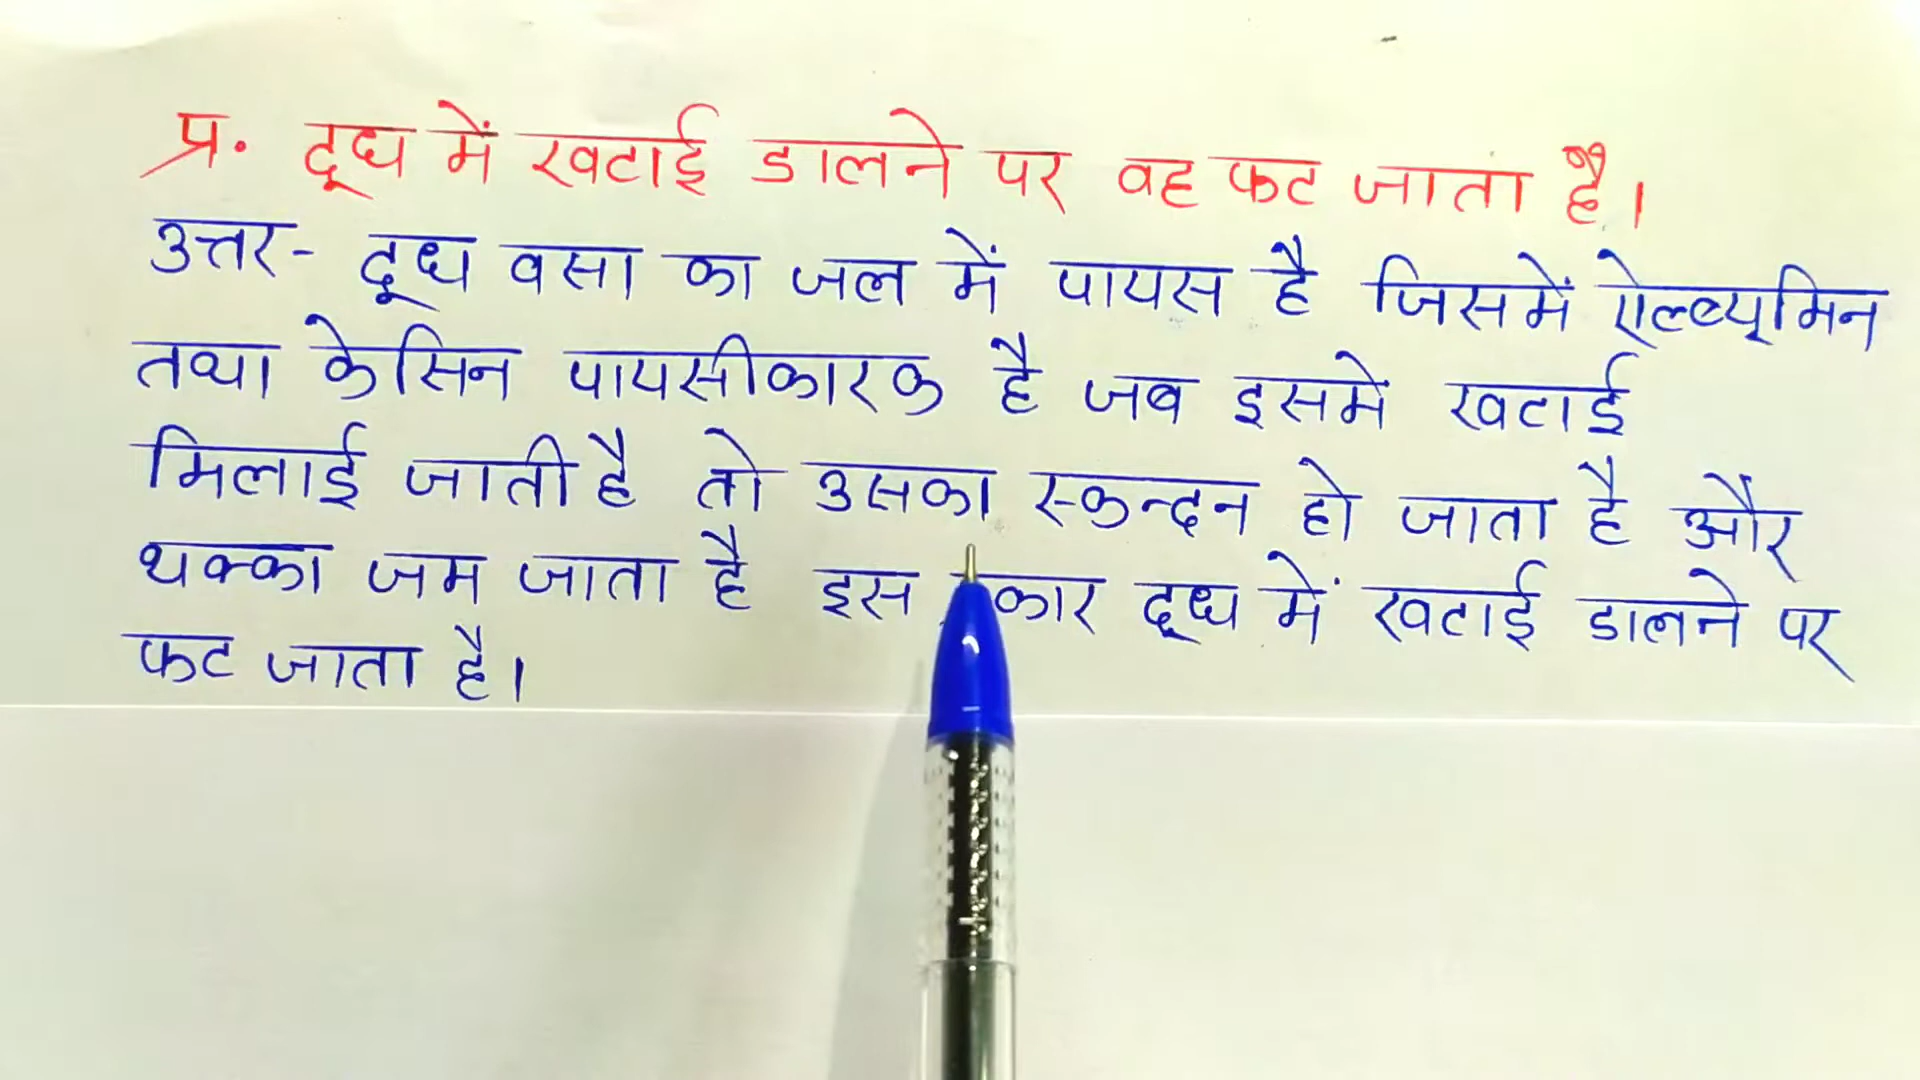 प्र. दूध में खटाई डालने पर वह फट जाता है।
उत्तर- दूध वसा का जल में पायस है जिसमें ऐल्ब्यूमिन
तथा केसिन पायसीकारक है जब इसमे खटाई
मिलाई जाती है तो उसका स्कन्दन हो जाता है और
थक्का जम जाता है इस कार दूध में खटाई डालने पर
फट जाता है।